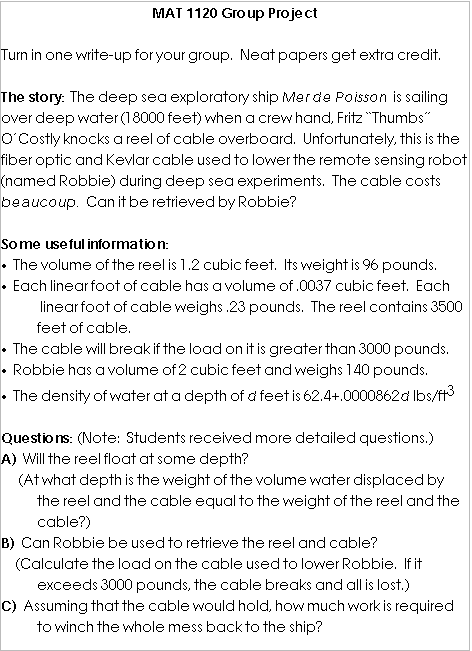 MAT 1120 Group Project
Turn in one write-up for your group. Neat papers get extra credit.
The story: The deep sea exploratory ship Mer de Poisson is sailing
over deep water (18000 feet) when a crew hand, Fritz ``Thumbs´´
O´Costly knocks a reel of cable overboard. Unfortunately, this is the
fiber optic and Kevlar cable used to lower the remote sensing robot
(named Robbie) during deep sea experiments. The cable costs
beaucoup. Can it be retrieved by Robbie?
Some useful information:
• The volume of the reel is 1.2 cubic feet. Its weight is 96 pounds.
• Each linear foot of cable has a volume of .0037 cubic feet. Each
linear foot of cable weighs .23 pounds. The reel contains 3500
feet of cable.
• The cable will break if the load on it is greater than 3000 pounds.
• Robbie has a volume of 2 cubic feet and weighs 140 pounds.
• The density of water at a depth of d feet is 62.4+.0000862d lbs/ft³
Questions: (Note: Students received more detailed questions.)
A) Will the reel float at some depth?
(At what depth is the weight of the volume water displaced by
the reel and the cable equal to the weight of the reel and the
cable?)
B) Can Robbie be used to retrieve the reel and cable?
(Calculate the load on the cable used to lower Robbie. If it
exceeds 3000 pounds, the cable breaks and all is lost.)
C) Assuming that the cable would hold, how much work is required
to winch the whole mess back to the ship?